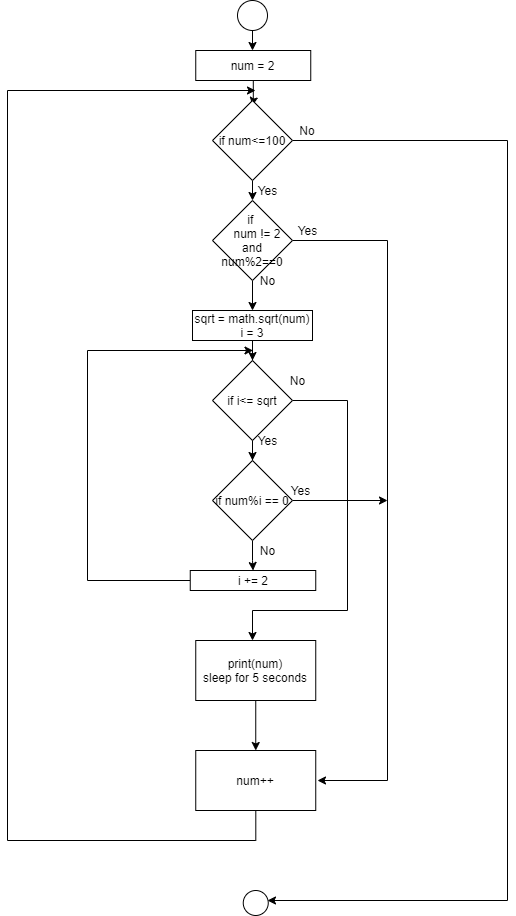 num = 2
if num<=100
No
Yes
if
num != 2
and
num%2==0
Yes
No
sqrt = math.sqrt(num)
i = 3
if i<= sqrt
No
Yes
if num%i == 0
Yes
No
i += 2
print(num)
sleep for 5 seconds
num++